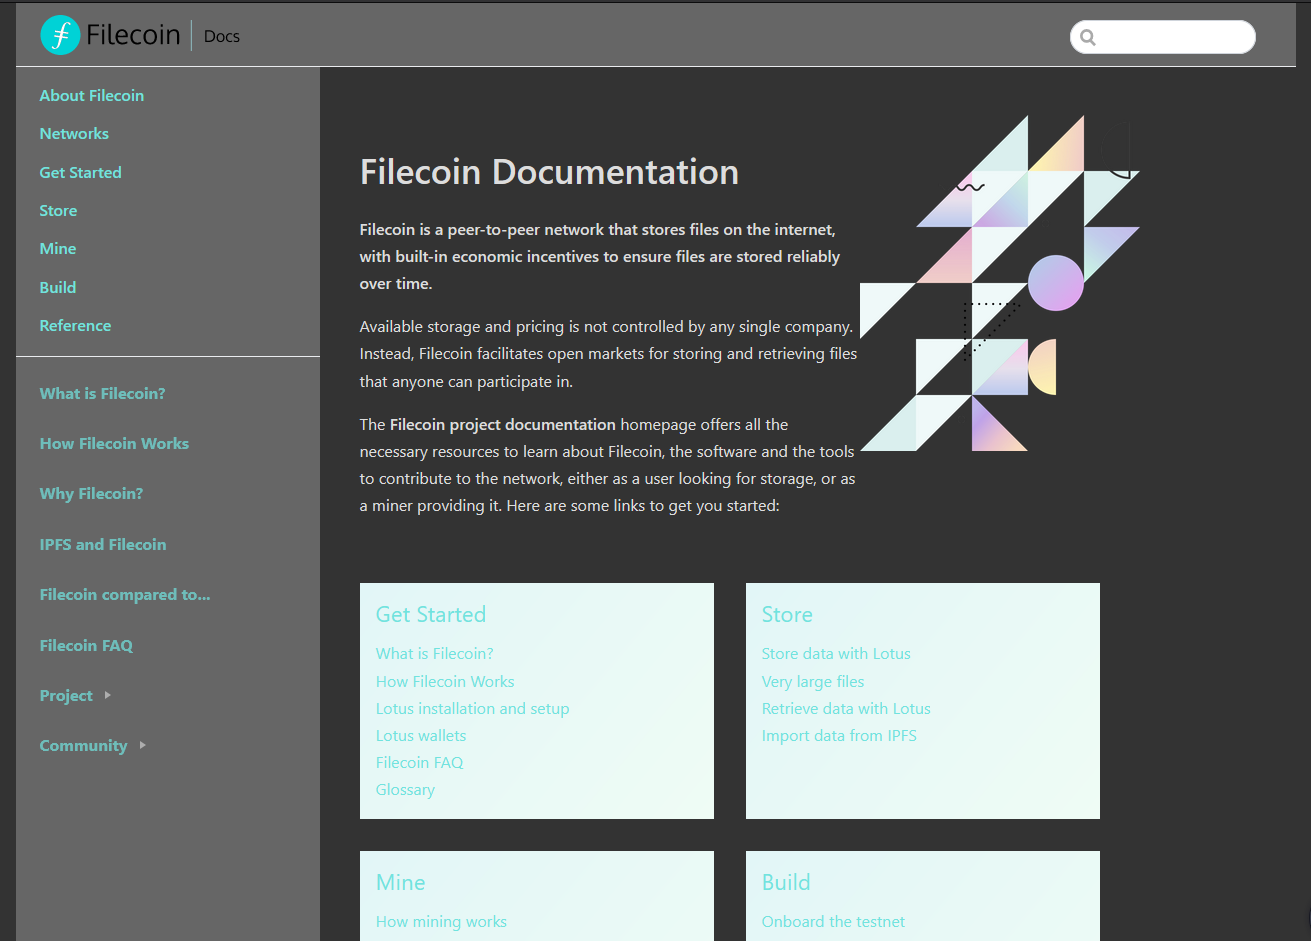 Filecoin Docs
About Filecoin
Networks
Get Started
Store
Mine
Build
Reference
What is Filecoin?
How Filecoin Works
Why Filecoin?
IPFS and Filecoin
Filecoin compared to...
Filecoin FAQ
Project
Community
Filecoin Documentation
Filecoin is a peer-to-peer network that stores files on the internet,
with built-in economic incentives to ensure files are stored reliably
over time.
Available storage and pricing is not controlled by any single company.
Instead, Filecoin facilitates open markets for storing and retrieving files
that anyone can participate in.
The Filecoin project documentation homepage offers all the
necessary resources to learn about Filecoin, the software and the tools
to contribute to the network, either as a user looking for storage, or as
a miner providing it. Here are some links to get you started:
Get Started
What is Filecoin?
How Filecoin Works
Lotus installation and setup
Lotus wallets
Filecoin FAQ
Glossary
Store
Store data with Lotus
Very large files
Retrieve data with Lotus
Import data from IPFS
Mine
How mining works
Build
Onboard the testnet